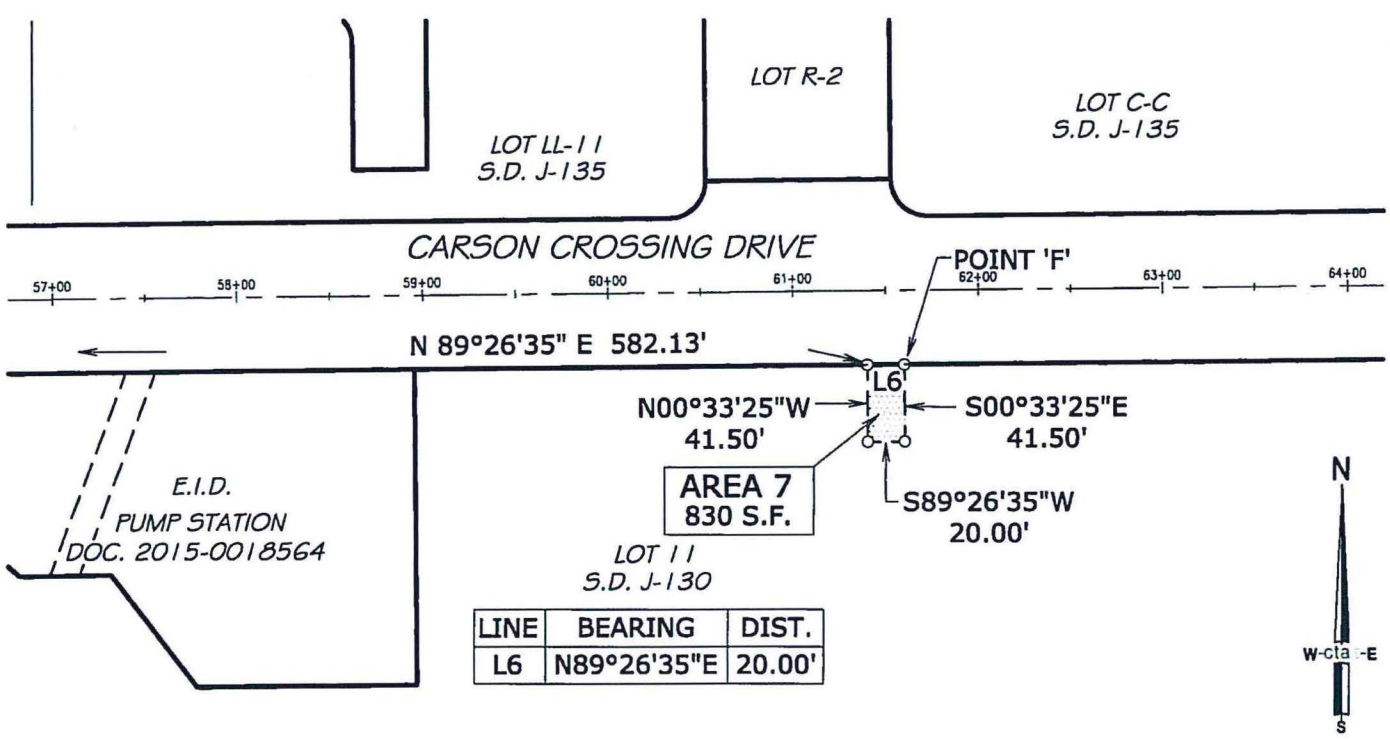 LOT R-2
LOT C-C
S.D. J-135
LOT LL-11
S.D. J-135
CARSON CROSSING DRIVE
POINT 'F'
57+00
58+00
59+00
60+00
61+00
62+00
63+00
64+00
N 89°26'35" E 582.13'
L6
N00°33'25"W
41.50'
S00°33'25"E
41.50'
AREA 7
830 S.F.
S89°26'35"W
20.00'
E.I.D.
PUMP STATION
DOC. 2015-0018564
LOT 11
S.D. J-130
LINE BEARING DIST.
L6 N89°26'35"E 20.00'
N
W-cta -E
S